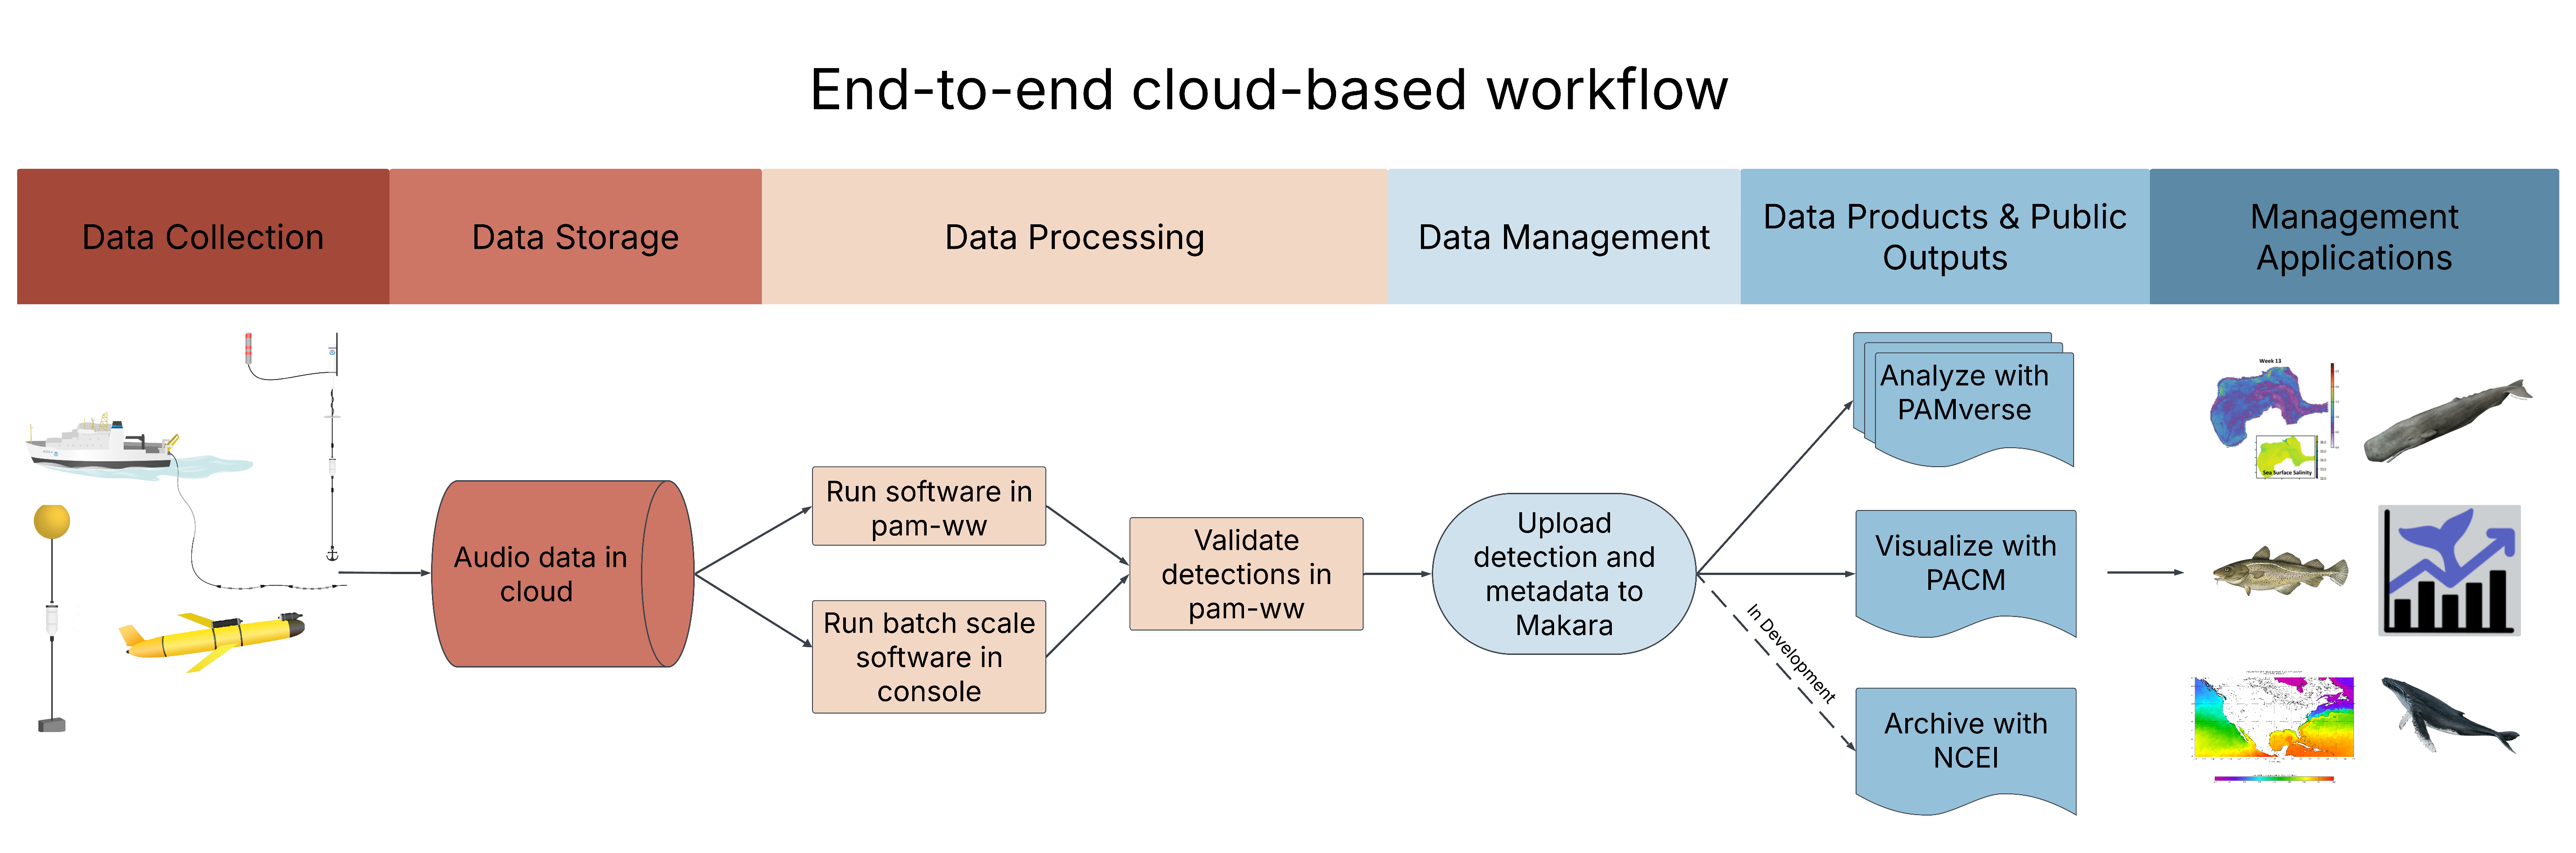 End-to-end cloud-based workflow
Data Collection
Data Storage
Data Processing
Data Management
Data Products & Public
Outputs
Management
Applications
Audio data in
cloud
Run software in
pam-ww
Run batch scale
software in
console
Validate
detections in
pam-ww
Upload
detection and
metadata to
Makara
In Development
Analyze with
PAMverse
Visualize with
PACM
Archive with
NCEI
Week 13
Sea Surface Salinity